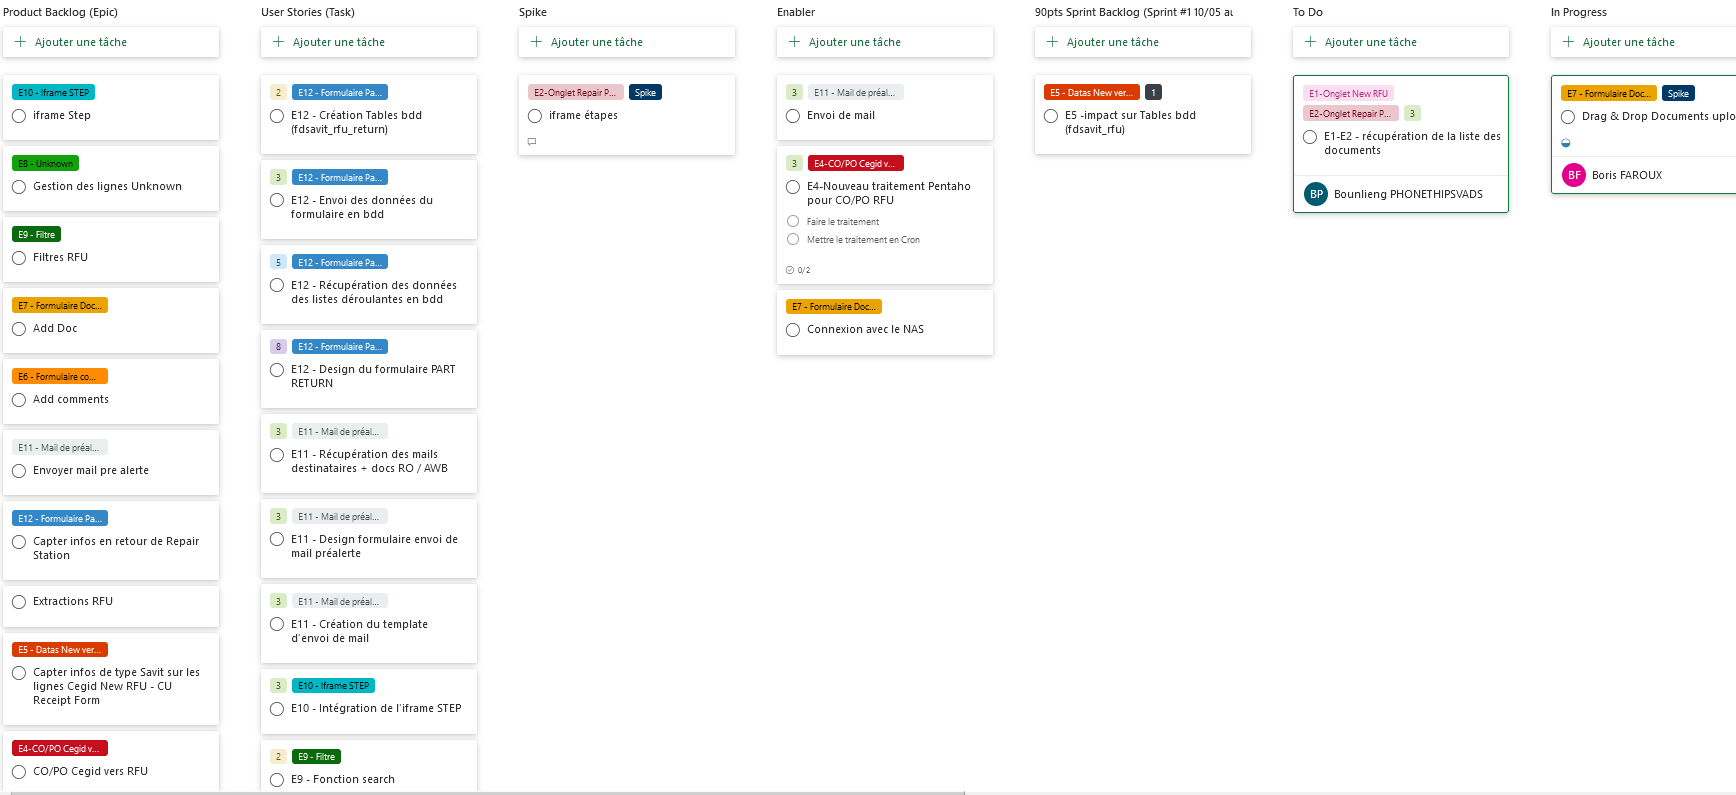 Product Backlog (Epic)
Ajouter une tâche
E10 - Iframe STEP
iframe Step
E8 - Unknown
Gestion des lignes Unknown
E9 - Filtre
Filtres RFU
E7 - Formulaire Doc...
Add Doc
E6 - Formulaire co...
Add comments
E11 - Mail de préal...
Envoyer mail pre alerte
E12 - Formulaire Pa...
Capter infos en retour de Repair
Station
Extractions RFU
E5 - Datas New ver...
Capter infos de type Savit sur les
lignes Cegid New RFU - CU
Receipt Form
E4-CO/PO Cegid v...
CO/PO Cegid vers RFU
User Stories (Task)
Ajouter une tâche
2 E12 - Formulaire Pa...
E12 - Création Tables bdd
(fdsavit_rfu_return)
3 E12 - Formulaire Pa...
E12 - Envoi des données du
formulaire en bdd
5 E12 - Formulaire Pa...
E12 - Récupération des données
des listes déroulantes en bdd
8 E12 - Formulaire Pa...
E12 - Design du formulaire PART
RETURN
3 E11 - Mail de préal...
E11 - Récupération des mails
destinataires + docs RO / AWB
3 E11 - Mail de préal...
E11 - Design formulaire envoi de
mail préalerte
3 E11 - Mail de préal...
E11 - Création du template
d'envoi de mail
3 E10 - Iframe STEP
E10 - Intégration de l'iframe STEP
2 E9 - Filtre
E9 - Fonction search
Spike
Ajouter une tâche
E2-Onglet Repair P... Spike
iframe étapes
Enabler
Ajouter une tâche
3 E11 - Mail de préal...
Envoi de mail
3 E4-CO/PO Cegid v...
E4-Nouveau traitement Pentaho
pour CO/PO RFU
Faire le traitement
Mettre le traitement en Cron
0/2
E7 - Formulaire Doc...
Connexion avec le NAS
90pts Sprint Backlog (Sprint #1 10/05 au
Ajouter une tâche
E5 - Datas New ver... 1
E5 -impact sur Tables bdd
(fdsavit_rfu)
To Do
Ajouter une tâche
E1-Onglet New RFU
E2-Onglet Repair P... 3
E1-E2 - récupération de la liste des
documents
BP Bounlieng PHONETHIPSVADS
In Progress
Ajouter une tâche
E7 - Formulaire Doc... Spike
Drag & Drop Documents uplo
BF Boris FAROUX